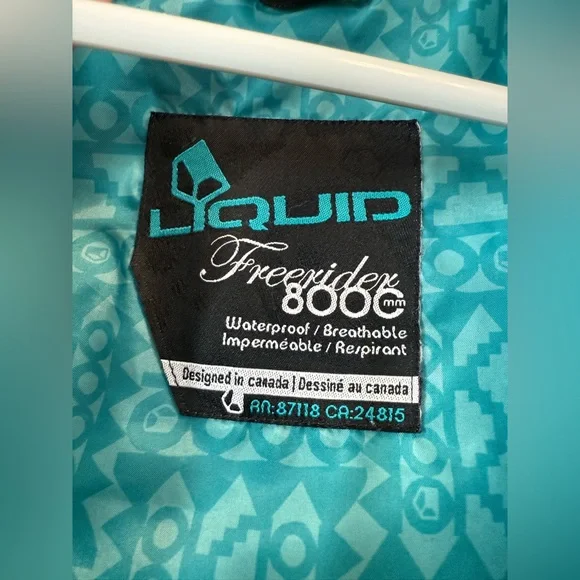 LIQUID
Freerider
8000mm
Waterproof / Breathable
Imperméable / Respirant
Designed in canada | Dessiné au canada
RN:87118 CA:24815